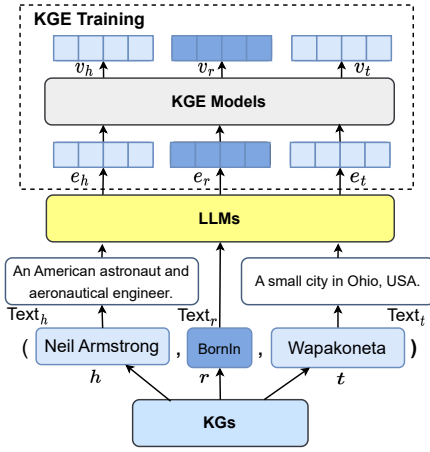 KGE Training
v_h v_r v_t
KGE Models
e_h e_r e_t
LLMs
An American astronaut and
aeronautical engineer.
A small city in Ohio, USA.
Text_h Text_r Text_t
( Neil Armstrong , BornIn , Wapakoneta )
h r t
KGs